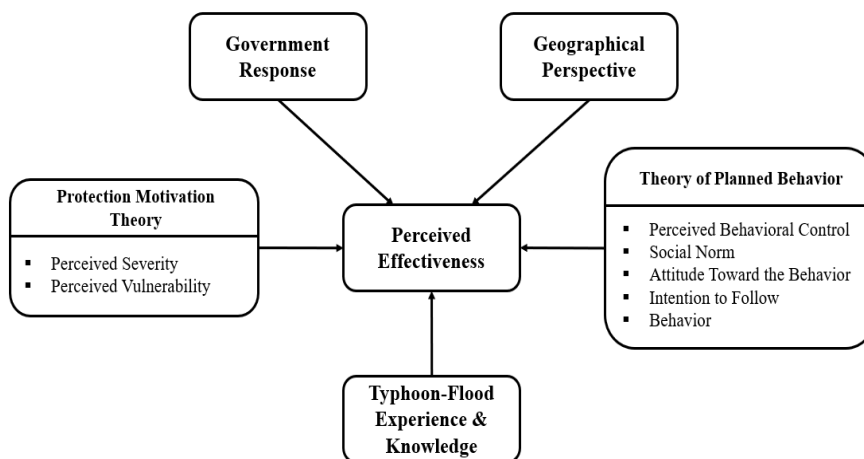 Government
Response
Geographical
Perspective
Protection Motivation
Theory
▪ Perceived Severity
▪ Perceived Vulnerability
Perceived
Effectiveness
Theory of Planned Behavior
▪ Perceived Behavioral Control
▪ Social Norm
▪ Attitude Toward the Behavior
▪ Intention to Follow
▪ Behavior
Typhoon-Flood
Experience &
Knowledge